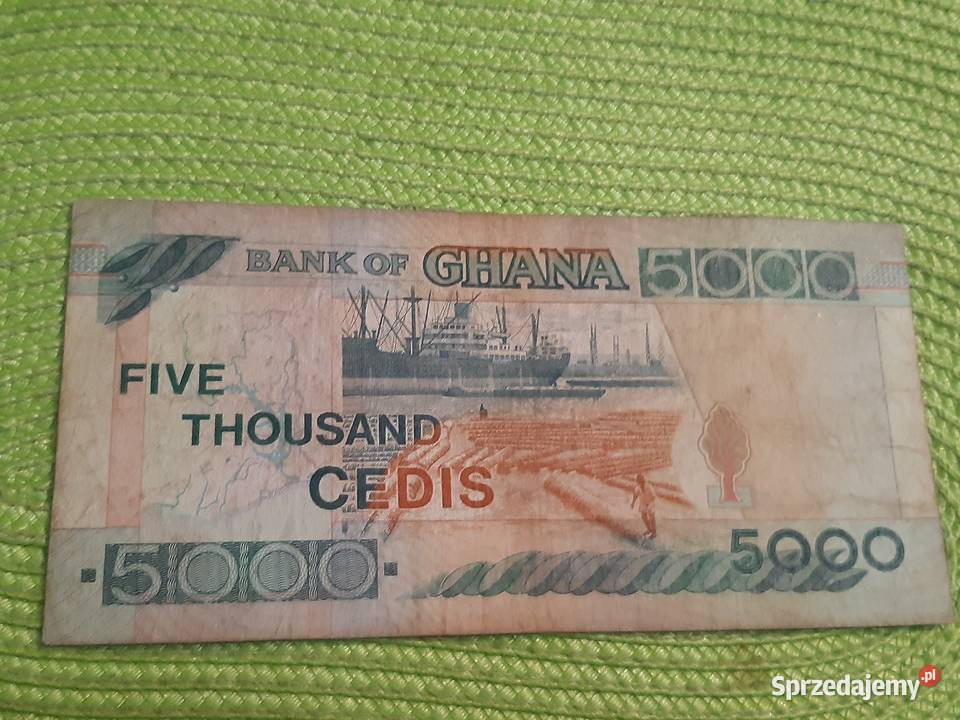 BANK OF GHANA 5000
FIVE
THOUSAND
CEDIS
5000
5000
Sprzedajemy.pl